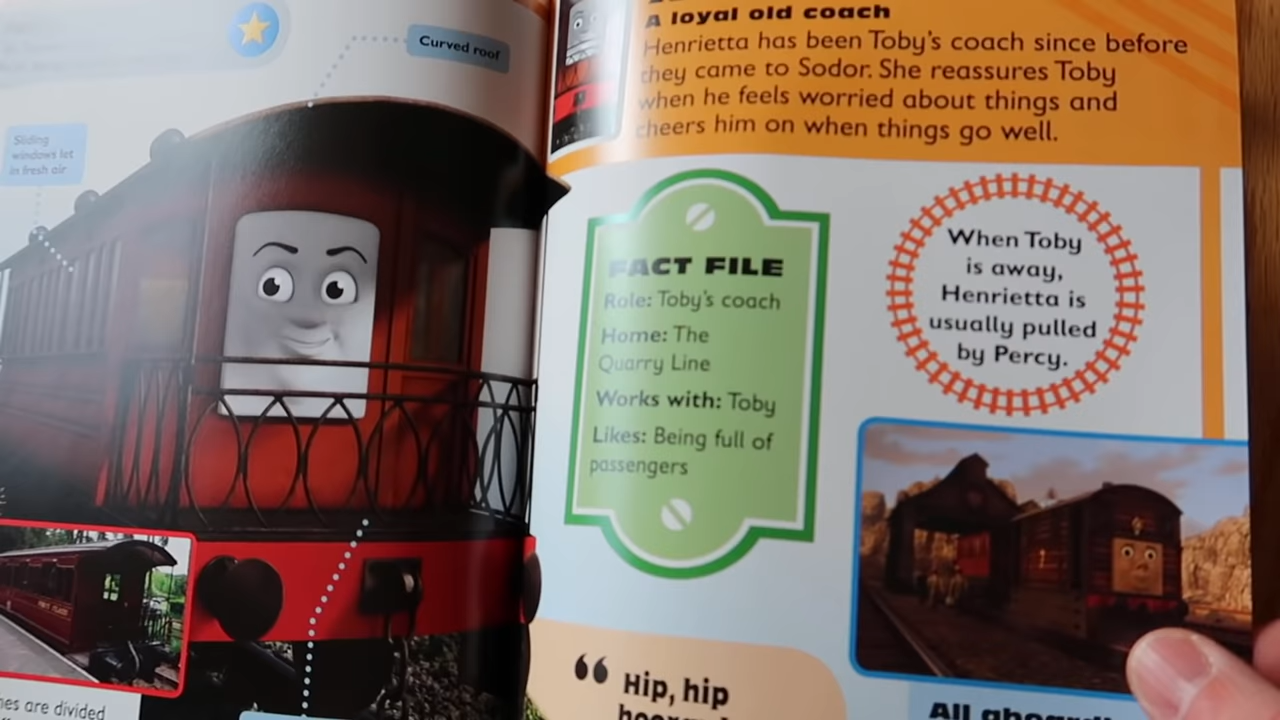 Curved roof
Sliding
windows let
in fresh air
nes are divided
A loyal old coach
Henrietta has been Toby's coach since before
they came to Sodor. She reassures Toby
when he feels worried about things and
cheers him on when things go well.
FACT FILE
Role: Toby's coach
Home: The
Quarry Line
Works with: Toby
Likes: Being full of
passengers
When Toby
is away,
Henrietta is
usually pulled
by Percy.
“ Hip, hip
hooray!
All aboard!